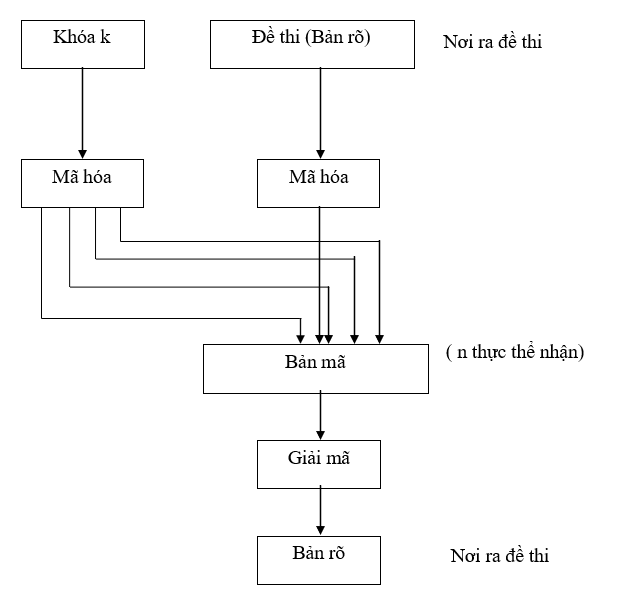 Khóa k
Đề thi (Bản rõ)
Nơi ra đề thi
Mã hóa
Mã hóa
Bản mã
( n thực thể nhận)
Giải mã
Bản rõ
Nơi ra đề thi